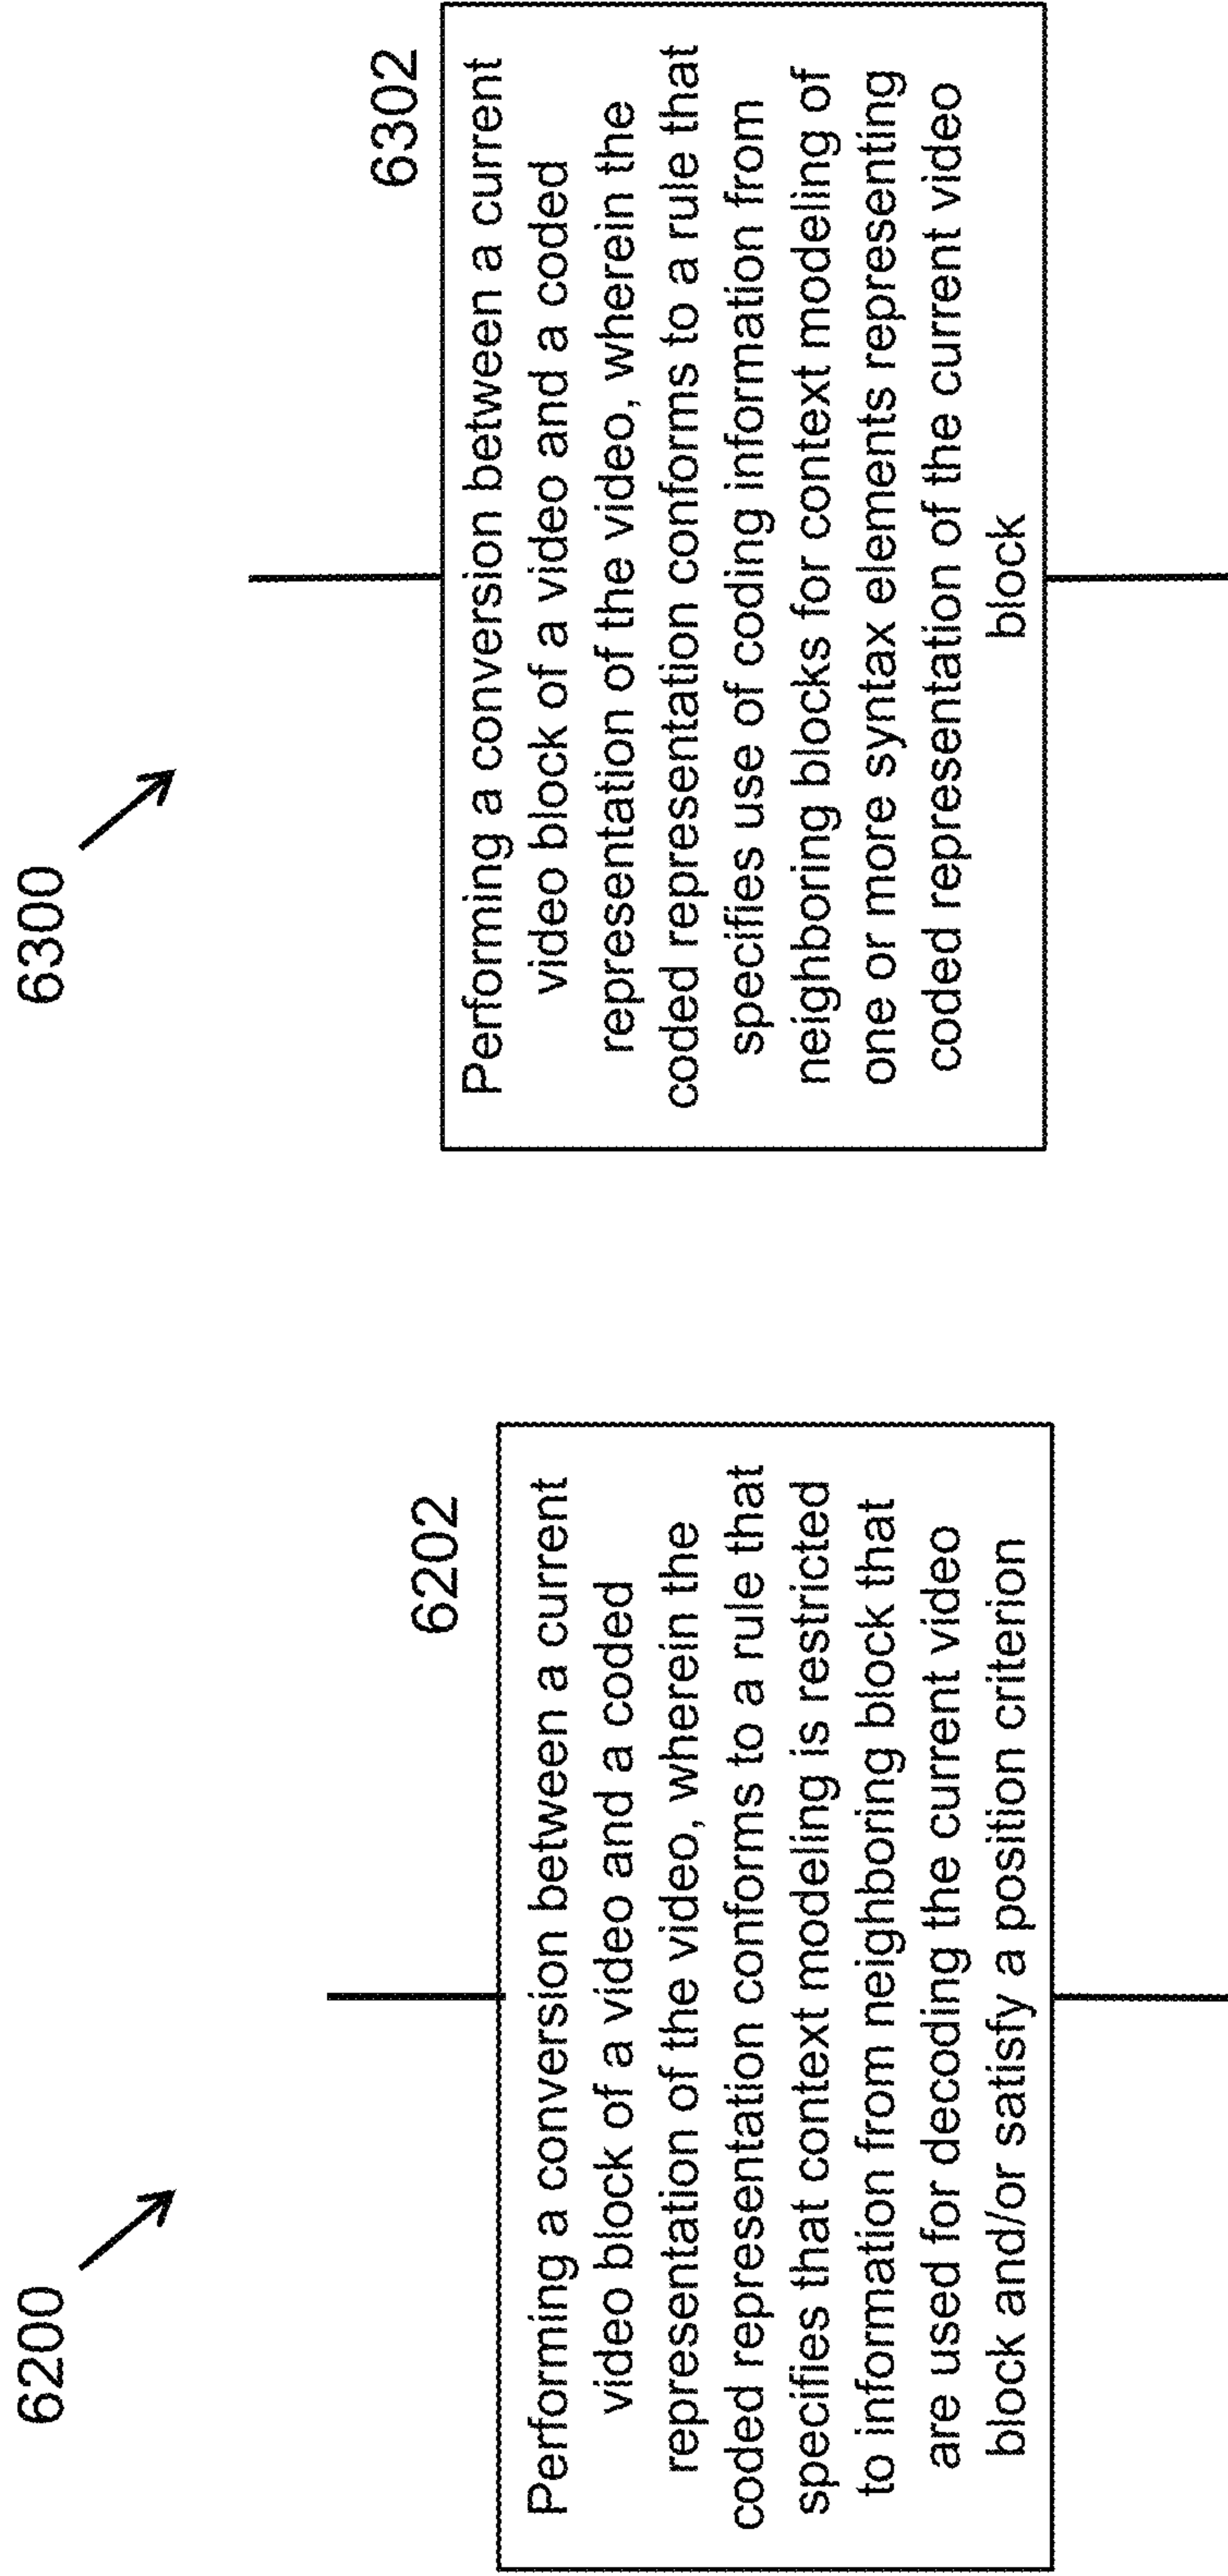 6200
6202
Performing a conversion between a current
video block of a video and a coded
representation of the video, wherein the
coded representation conforms to a rule that
specifies that context modeling is restricted
to information from neighboring block that
are used for decoding the current video
block and/or satisfy a position criterion
6300
6302
Performing a conversion between a current
video block of a video and a coded
representation of the video, wherein the
coded representation conforms to a rule that
specifies use of coding information from
neighboring blocks for context modeling of
one or more syntax elements representing
coded representation of the current video
block